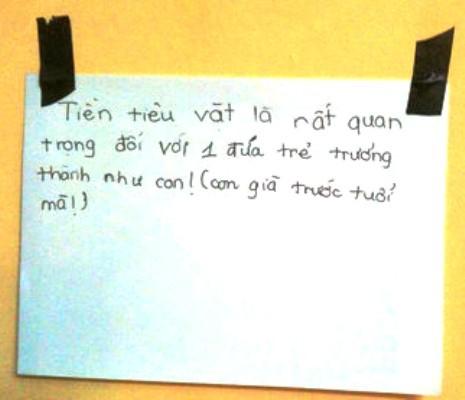 Tiền tiêu vặt là rất quan
trọng đối với 1 đứa trẻ trưởng
thành như con! (con già trước tuổi
mà!)